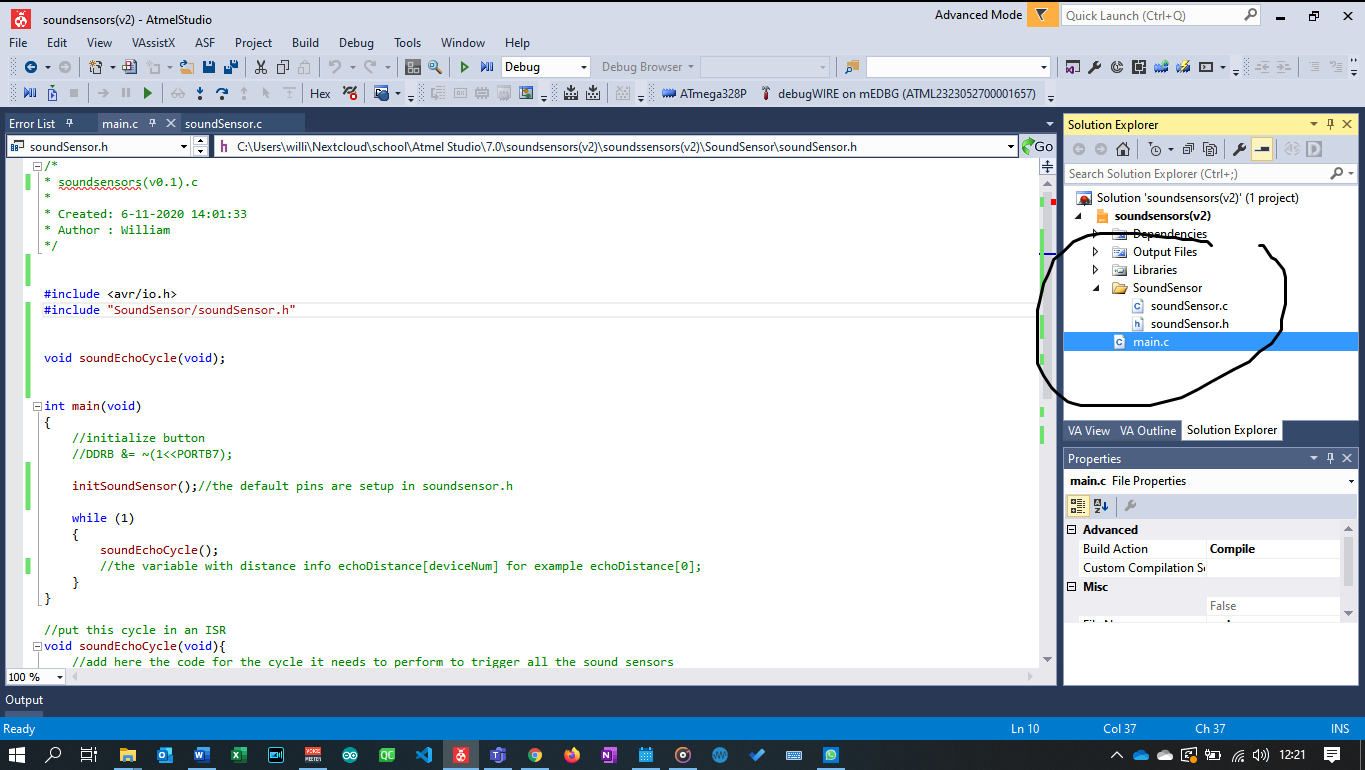 soundsensors(v2) - AtmelStudio
Advanced Mode
Quick Launch (Ctrl+Q)
File Edit View VAssistX ASF Project Build Debug Tools Window Help
Debug
Debug Browser
Hex
ATmega328P
debugWIRE on mEDBG (ATML2323052700001657)
Error List
main.c
soundSensor.c
soundSensor.h
h C:\Users\willi\Nextcloud\school\Atmel Studio\7.0\soundsensors(v2)\soundssensors(v2)\SoundSensor\soundSensor.h
Go
/*
* soundsensors(v0.1).c
*
* Created: 6-11-2020 14:01:33
* Author : William
*/
#include <avr/io.h>
#include "SoundSensor/soundSensor.h"
void soundEchoCycle(void);
int main(void)
{
//initialize button
//DDRB &= ~(1<<PORTB7);
initSoundSensor();//the default pins are setup in soundsensor.h
while (1)
{
soundEchoCycle();
//the variable with distance info echoDistance[deviceNum] for example echoDistance[0];
}
}
//put this cycle in an ISR
void soundEchoCycle(void){
//add here the code for the cycle it needs to perform to trigger all the sound sensors
100 %
Solution Explorer
Search Solution Explorer (Ctrl+;)
Solution 'soundsensors(v2)' (1 project)
soundsensors(v2)
Dependencies
Output Files
Libraries
SoundSensor
c soundSensor.c
h soundSensor.h
c main.c
VA View VA Outline Solution Explorer
Properties
main.c File Properties
Advanced
Build Action Compile
Custom Compilation Se
Misc
False
Output
Ready
Ln 10 Col 37 Ch 37 INS
12:21